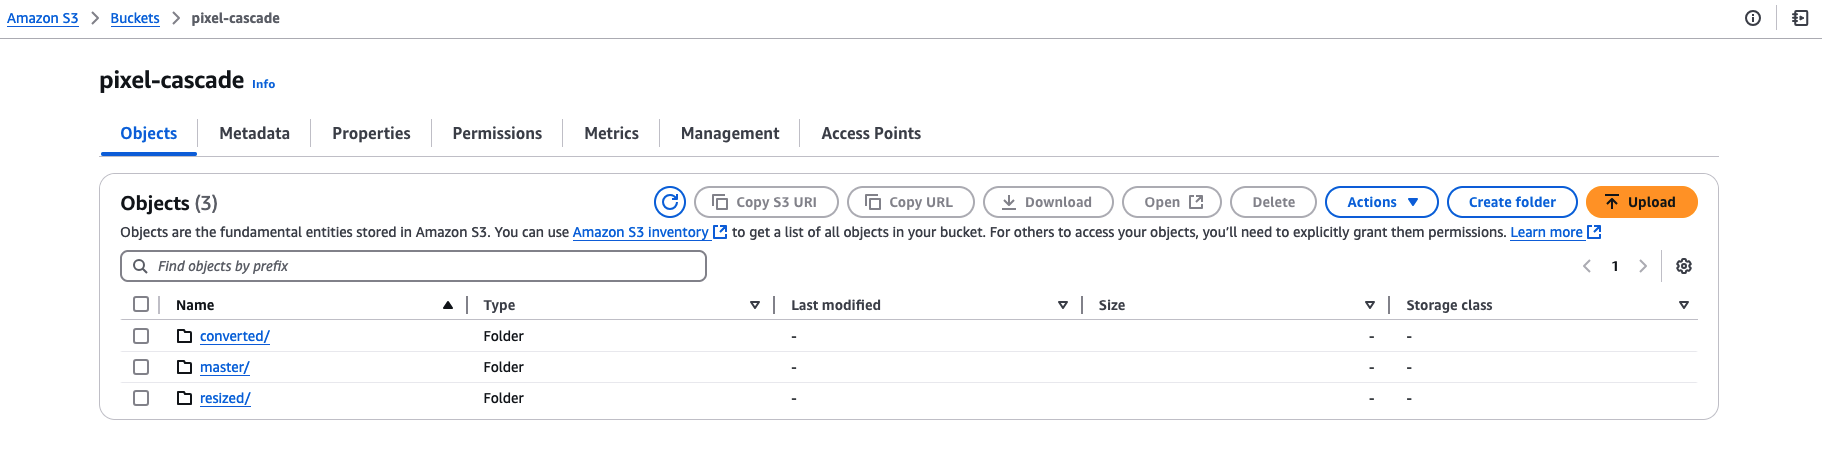 Amazon S3 > Buckets > pixel-cascade
pixel-cascade Info
Objects Metadata Properties Permissions Metrics Management Access Points
Objects (3) Copy S3 URI Copy URL Download Open Delete Actions Create folder Upload
Objects are the fundamental entities stored in Amazon S3. You can use Amazon S3 inventory to get a list of all objects in your bucket. For others to access your objects, you’ll need to explicitly grant them permissions. Learn more
Find objects by prefix 1
Name Type Last modified Size Storage class
converted/ Folder - - -
master/ Folder - - -
resized/ Folder - - -